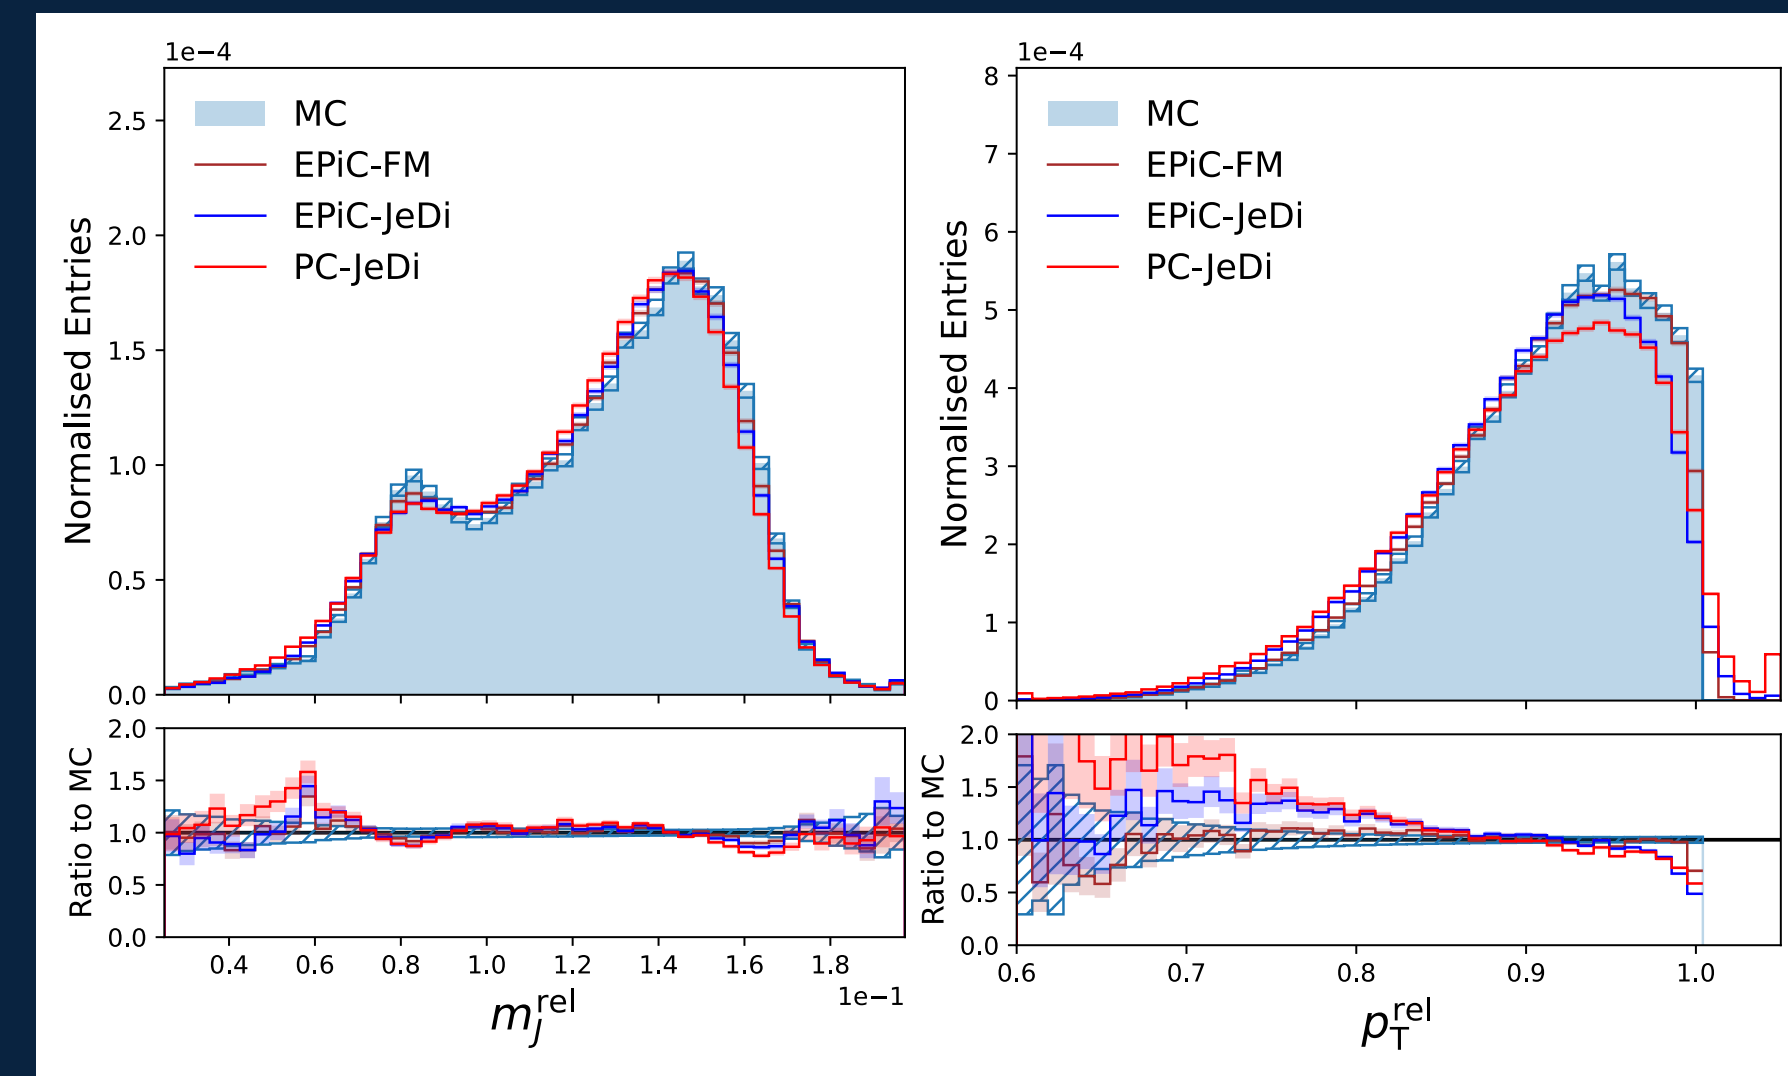 1e−4
2.5
2.0
1.5
1.0
0.5
0.0
Normalised Entries
MC
EPiC-FM
EPiC-JeDi
PC-JeDi
2.0
1.5
1.0
0.5
0.0
Ratio to MC
0.4 0.6 0.8 1.0 1.2 1.4 1.6 1.8
1e−1
m_J^rel
1e−4
8
7
6
5
4
3
2
1
0
Normalised Entries
MC
EPiC-FM
EPiC-JeDi
PC-JeDi
2.0
1.5
1.0
0.5
0.0
Ratio to MC
0.6 0.7 0.8 0.9 1.0
p_T^rel